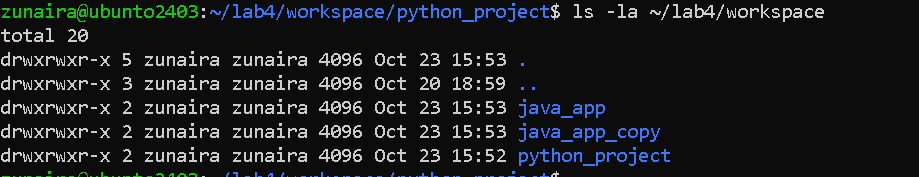 zunaira@ubunto2403:~/lab4/workspace/python_project$ ls -la ~/lab4/workspace
total 20
drwxrwxr-x 5 zunaira zunaira 4096 Oct 23 15:53 .
drwxrwxr-x 3 zunaira zunaira 4096 Oct 20 18:59 ..
drwxrwxr-x 2 zunaira zunaira 4096 Oct 23 15:53 java_app
drwxrwxr-x 2 zunaira zunaira 4096 Oct 23 15:53 java_app_copy
drwxrwxr-x 2 zunaira zunaira 4096 Oct 23 15:52 python_project
zunaira@ubunto2403:~/lab4/workspace/python_project$